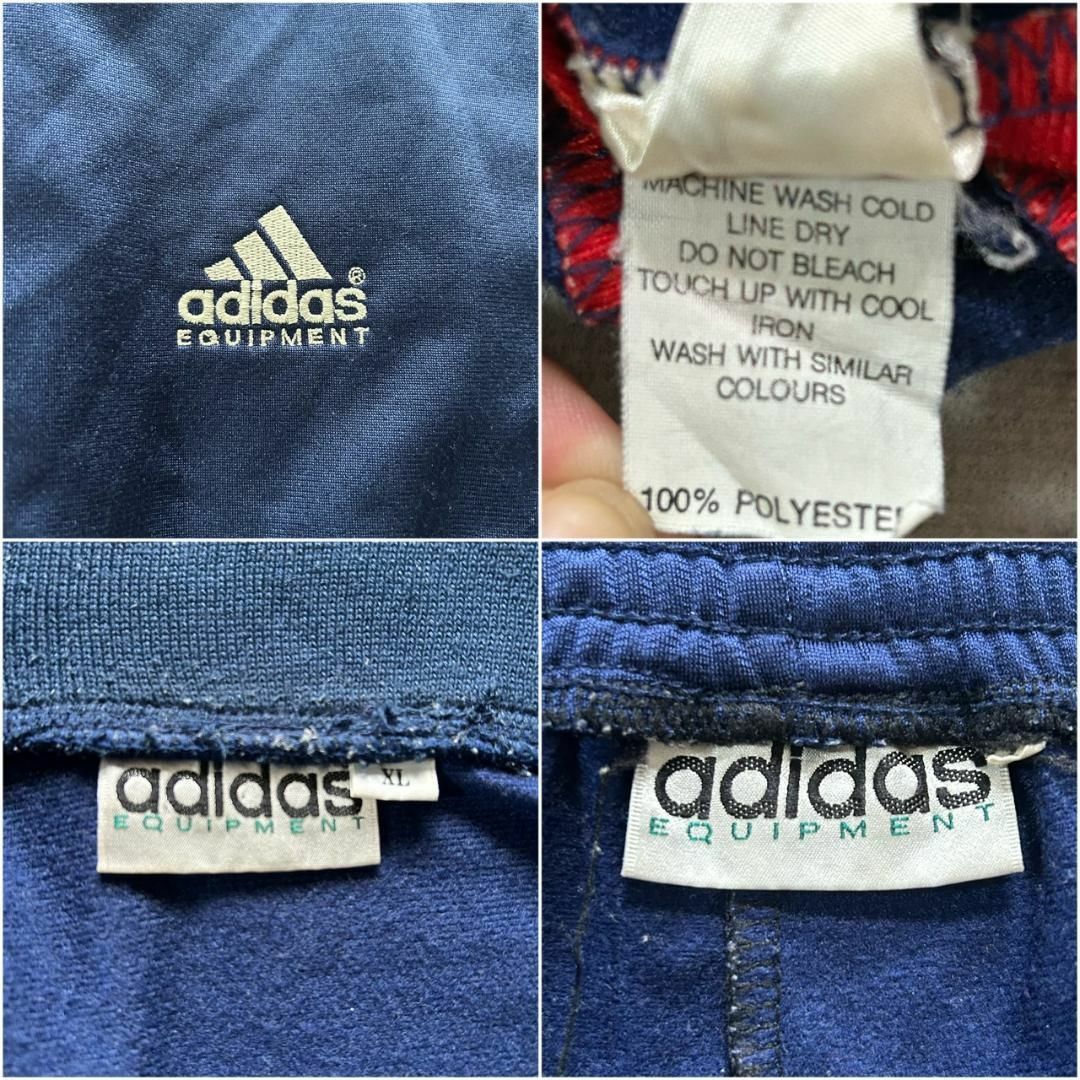 adidas®
EQUIPMENT
MACHINE WASH COLD
LINE DRY
DO NOT BLEACH
TOUCH UP WITH COOL
IRON
WASH WITH SIMILAR
COLOURS
100% POLYESTER
adidas XL
EQUIPMENT
adidas
EQUIPMENT